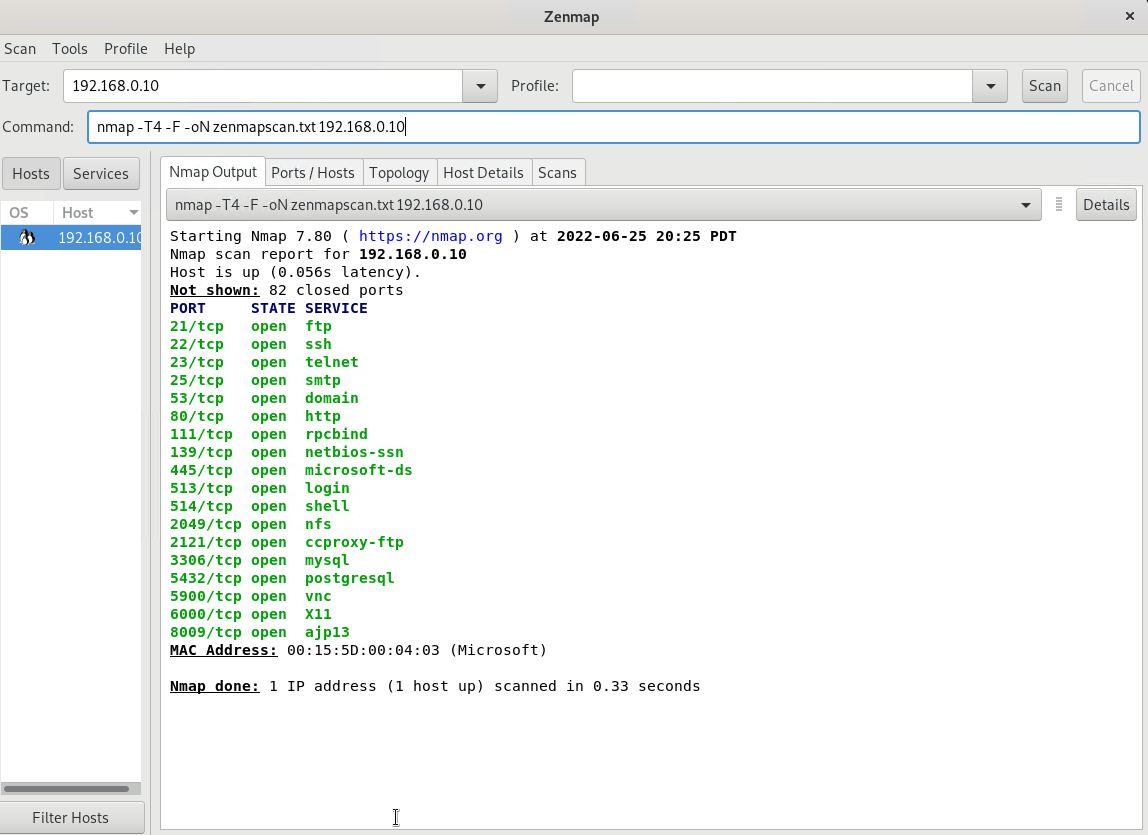 Zenmap ×
Scan Tools Profile Help
Target: 192.168.0.10 Profile: Scan Cancel
Command: nmap -T4 -F -oN zenmapscan.txt 192.168.0.10
Hosts Services Nmap Output Ports / Hosts Topology Host Details Scans
OS Host nmap -T4 -F -oN zenmapscan.txt 192.168.0.10 Details
192.168.0.10
Starting Nmap 7.80 ( https://nmap.org ) at 2022-06-25 20:25 PDT
Nmap scan report for 192.168.0.10
Host is up (0.056s latency).
Not shown: 82 closed ports
PORT     STATE SERVICE
21/tcp   open  ftp
22/tcp   open  ssh
23/tcp   open  telnet
25/tcp   open  smtp
53/tcp   open  domain
80/tcp   open  http
111/tcp  open  rpcbind
139/tcp  open  netbios-ssn
445/tcp  open  microsoft-ds
513/tcp  open  login
514/tcp  open  shell
2049/tcp open  nfs
2121/tcp open  ccproxy-ftp
3306/tcp open  mysql
5432/tcp open  postgresql
5900/tcp open  vnc
6000/tcp open  X11
8009/tcp open  ajp13
MAC Address: 00:15:5D:00:04:03 (Microsoft)
Nmap done: 1 IP address (1 host up) scanned in 0.33 seconds
Filter Hosts